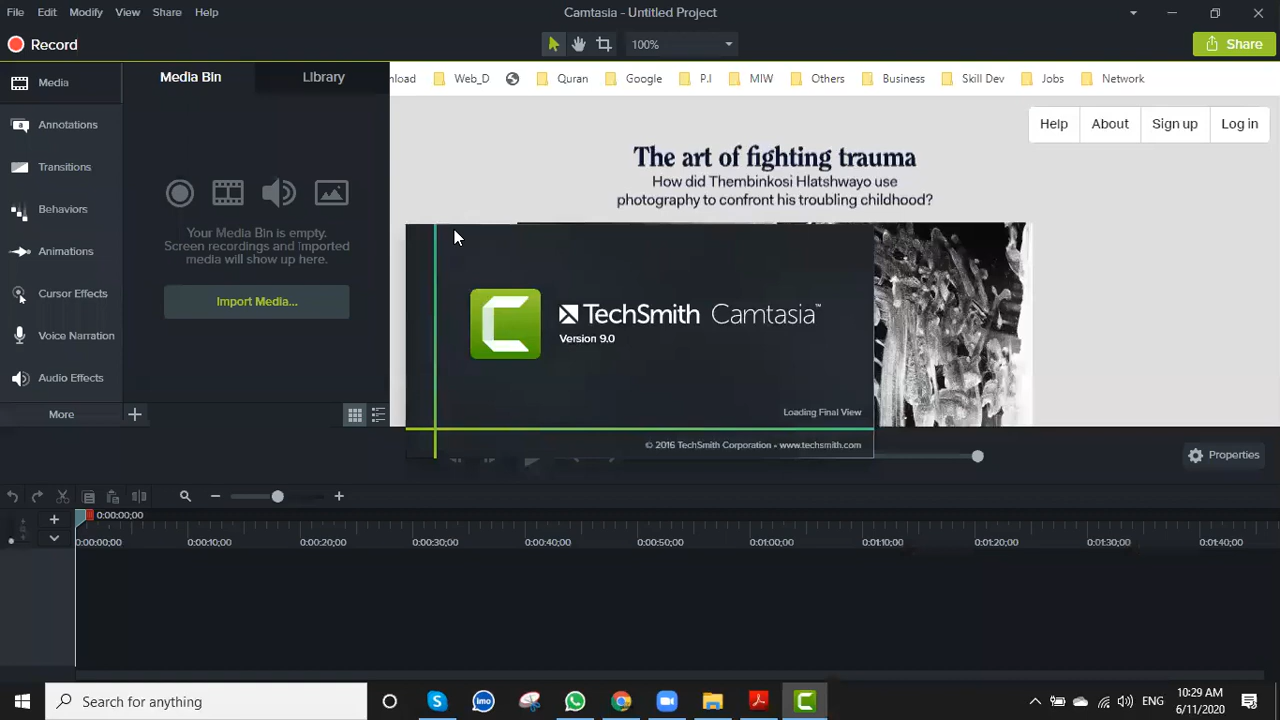 File Edit Modify View Share Help
Camtasia - Untitled Project
Record
100%
Share
Media
Annotations
Transitions
Behaviors
Animations
Cursor Effects
Voice Narration
Audio Effects
More
Media Bin
Library
Your Media Bin is empty.
Screen recordings and imported
media will show up here.
Import Media...
load Web_D Quran Google P.I MIW Others Business Skill Dev Jobs Network
Help About Sign up Log in
The art of fighting trauma
How did Thembinkosi Hlatshwayo use
photography to confront his troubling childhood?
TechSmith Camtasia™
Version 9.0
Loading Final View
© 2016 TechSmith Corporation • www.techsmith.com
Properties
0:00:00;00
0:00:00;00 0:00:10;00 0:00:20;00 0:00:30;00 0:00:40;00 0:00:50;00 0:01:00;00 0:01:10;00 0:01:20;00 0:01:30;00 0:01:40;00
Search for anything
imo
ENG
10:29 AM
6/11/2020